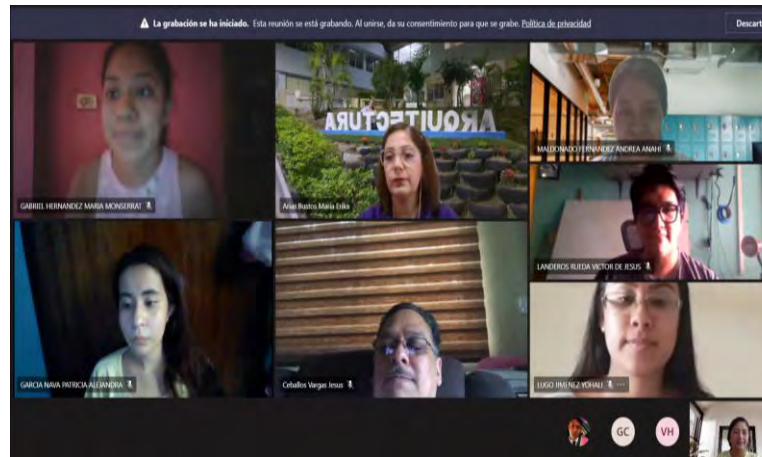 La grabación se ha iniciado. Esta reunión se está grabando. Al unirse, da su consentimiento para que se grabe. Política de privacidad
Descart
ARQUITECTURA
GABRIEL HERNANDEZ MARIA MONSERRAT
Arias Bustos Maria Erika
MALDONADO FERNANDEZ ANDREA ANAHI
LANDEROS RUEDA VICTOR DE JESUS
GARCIA NAVA PATRICIA ALEJANDRA
Ceballos Vargas Jesus
LUGO JIMENEZ YOHALI
GC
VH